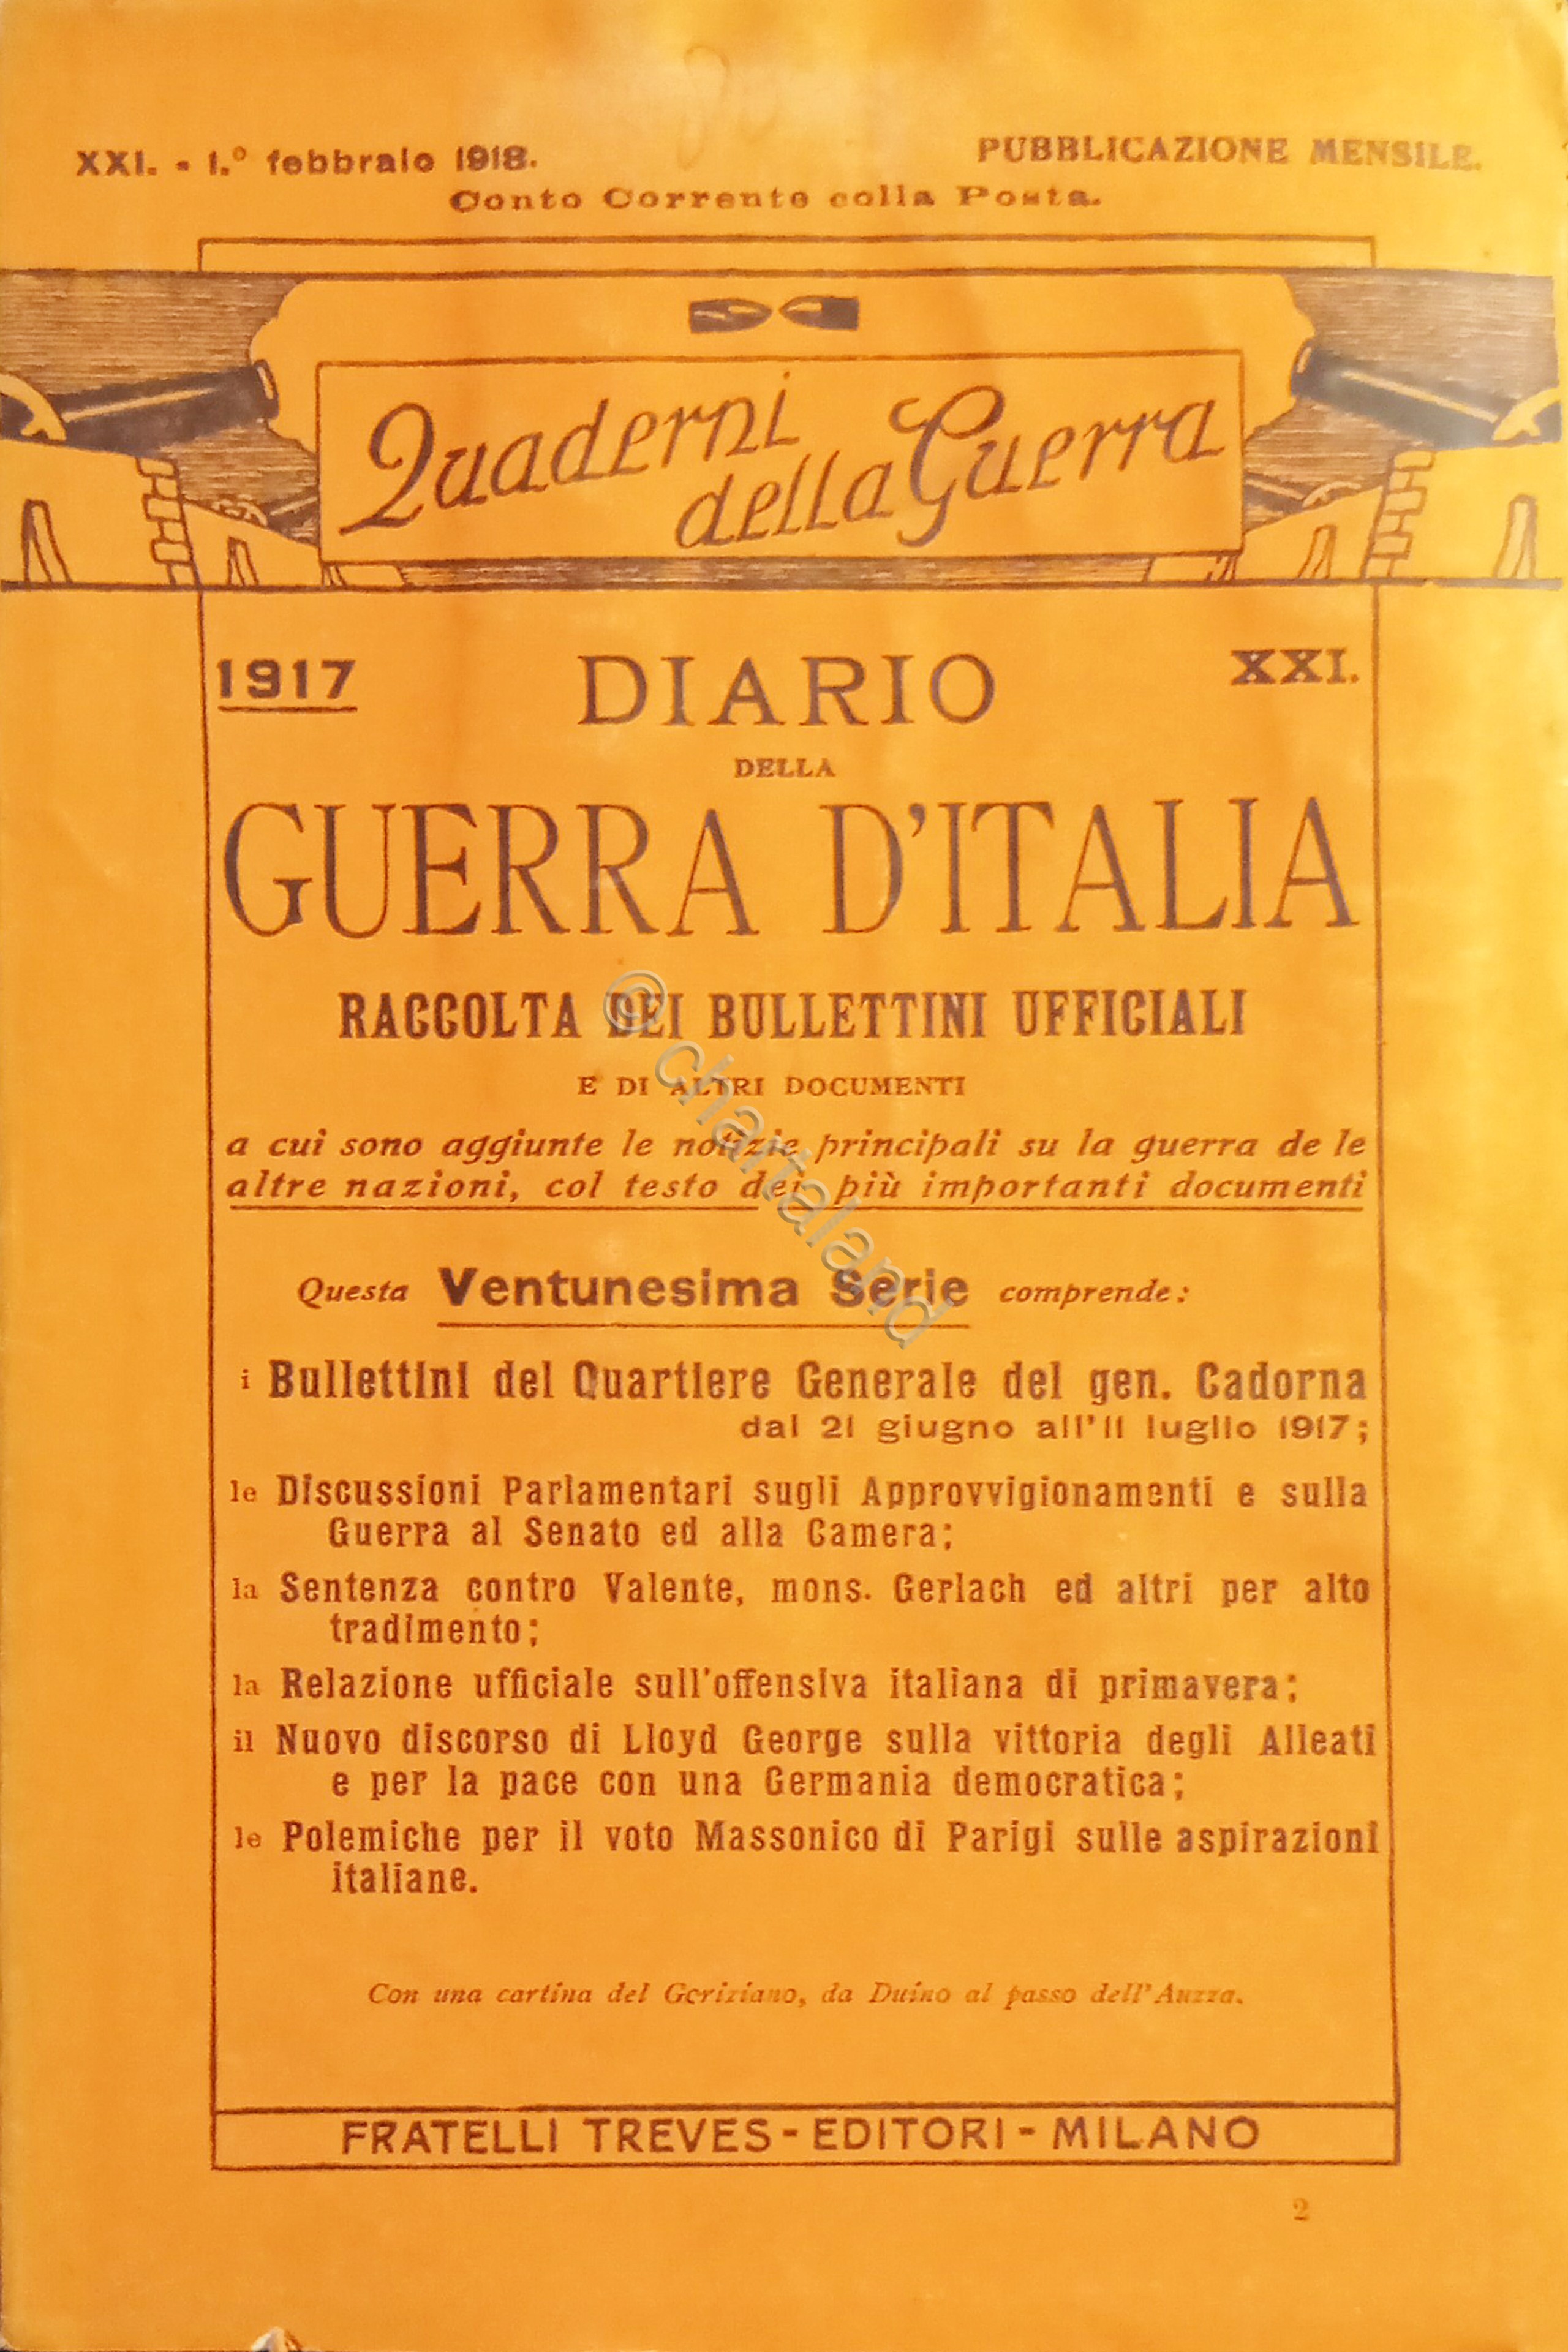 XXI. - 1.º febbraio 1918.
PUBBLICAZIONE MENSILE.
Conto Corrente colla Posta.
Quaderni
della Guerra
1917
DIARIO
XXI.
DELLA
GUERRA D'ITALIA
RACCOLTA DEI BULLETTINI UFFICIALI
E DI ALTRI DOCUMENTI
a cui sono aggiunte le notizie principali su la guerra de le
altre nazioni, col testo dei più importanti documenti
Questa Ventunesima Serie comprende:
i Bullettini del Quartiere Generale del gen. Cadorna
dal 21 giugno all'11 luglio 1917;
le Discussioni Parlamentari sugli Approvvigionamenti e sulla
Guerra al Senato ed alla Camera;
la Sentenza contro Valente, mons. Gerlach ed altri per alto
tradimento;
la Relazione ufficiale sull'offensiva italiana di primavera;
il Nuovo discorso di Lloyd George sulla vittoria degli Alleati
e per la pace con una Germania democratica;
le Polemiche per il voto Massonico di Parigi sulle aspirazioni
italiane.
Con una cartina del Goriziano, da Duino al passo dell'Auzza.
FRATELLI TREVES - EDITORI - MILANO
2
© chartaland